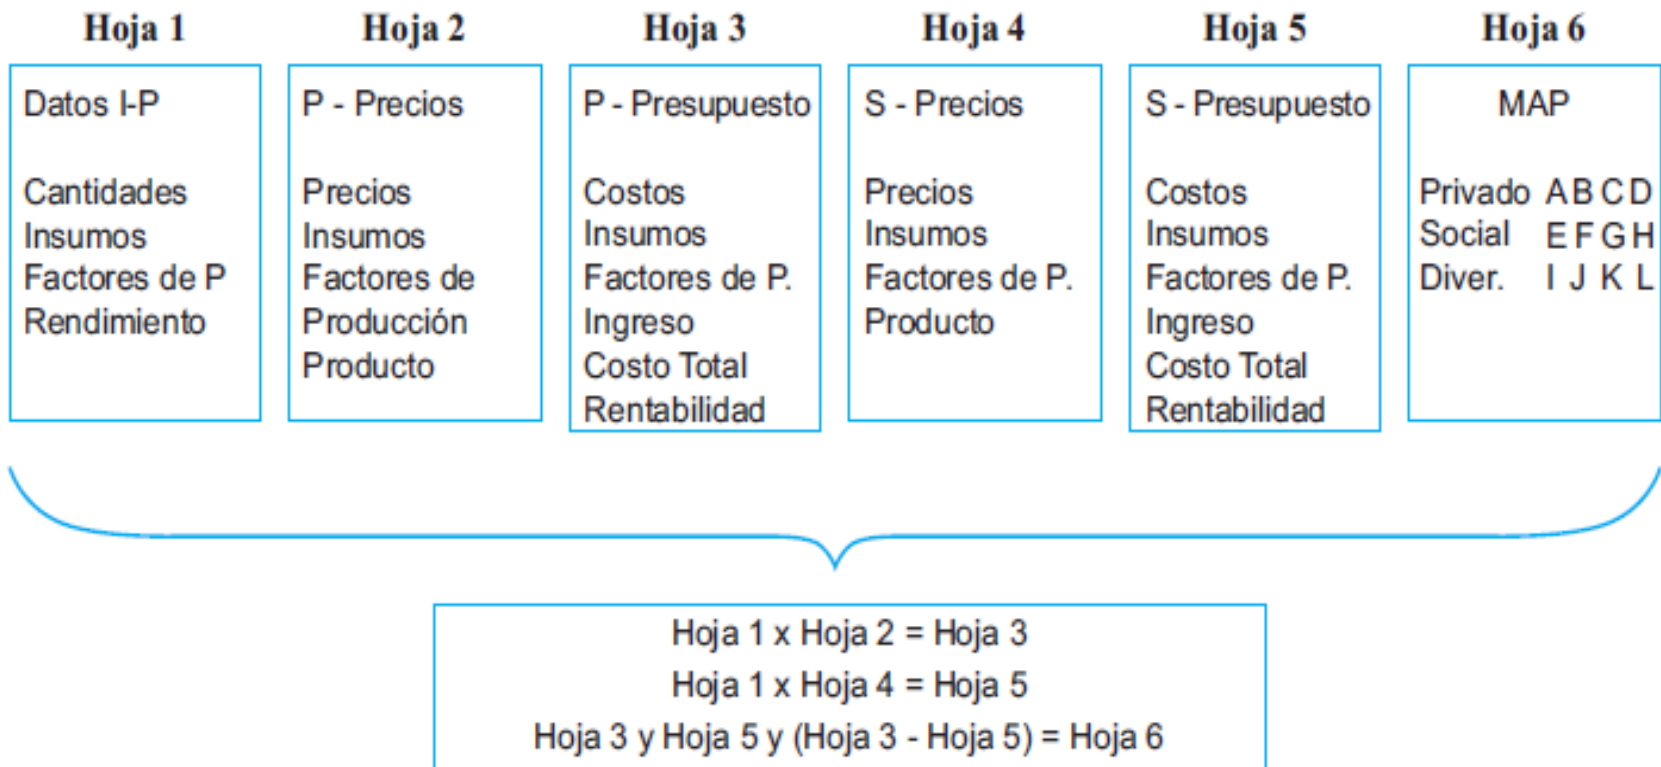 Hoja 1
Hoja 2
Hoja 3
Hoja 4
Hoja 5
Hoja 6
Datos I-P
Cantidades
Insumos
Factores de P
Rendimiento
P - Precios
Precios
Insumos
Factores de
Producción
Producto
P - Presupuesto
Costos
Insumos
Factores de P.
Ingreso
Costo Total
Rentabilidad
S - Precios
Precios
Insumos
Factores de P.
Producto
S - Presupuesto
Costos
Insumos
Factores de P.
Ingreso
Costo Total
Rentabilidad
MAP
Privado A B C D
Social E F G H
Diver. I J K L
Hoja 1 x Hoja 2 = Hoja 3
Hoja 1 x Hoja 4 = Hoja 5
Hoja 3 y Hoja 5 y (Hoja 3 - Hoja 5) = Hoja 6